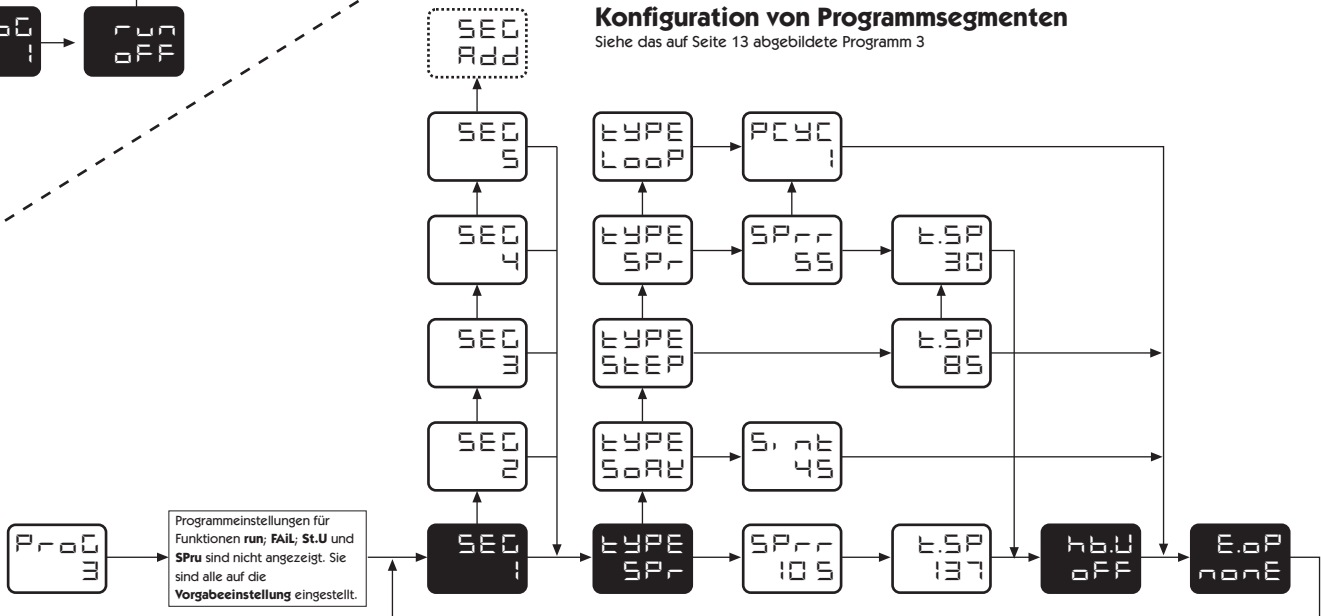 Konfiguration von Programmsegmenten
Siehe das auf Seite 13 abgebildete Programm 3
1
run
oFF
SEG
Add
SEG
5
tYPE
LooP
PCYC
1
SEG
4
tYPE
SPr
SPrr
55
t.SP
30
SEG
3
tYPE
StEP
t.SP
85
SEG
2
tYPE
SoAK
Sint
45
ProG
3
Programmeinstellungen für
Funktionen run; FAiL; St.U und
SPru sind nicht angezeigt. Sie
sind alle auf die
Vorgabeeinstellung eingestellt.
SEG
1
tYPE
SPr
SPrr
105
t.SP
137
hb.U
oFF
E.oP
nonE